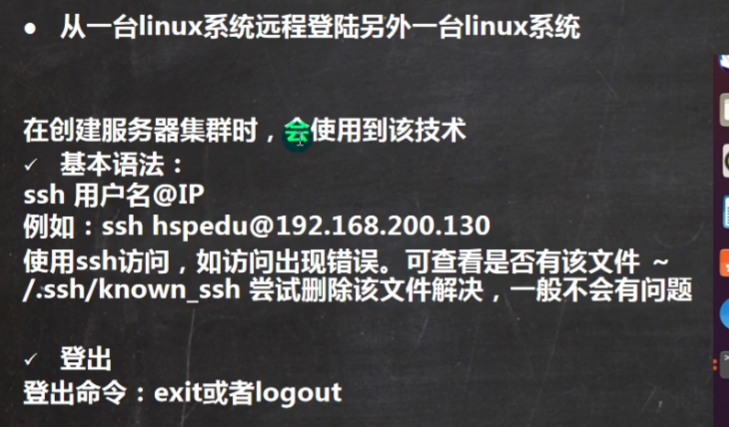 ● 从一台linux系统远程登陆另外一台linux系统
在创建服务器集群时，会使用到该技术
✓ 基本语法：
ssh 用户名@IP
例如：ssh hspedu@192.168.200.130
使用ssh访问，如访问出现错误。可查看是否有该文件 ~
/.ssh/known_ssh 尝试删除该文件解决，一般不会有问题
✓ 登出
登出命令：exit或者logout